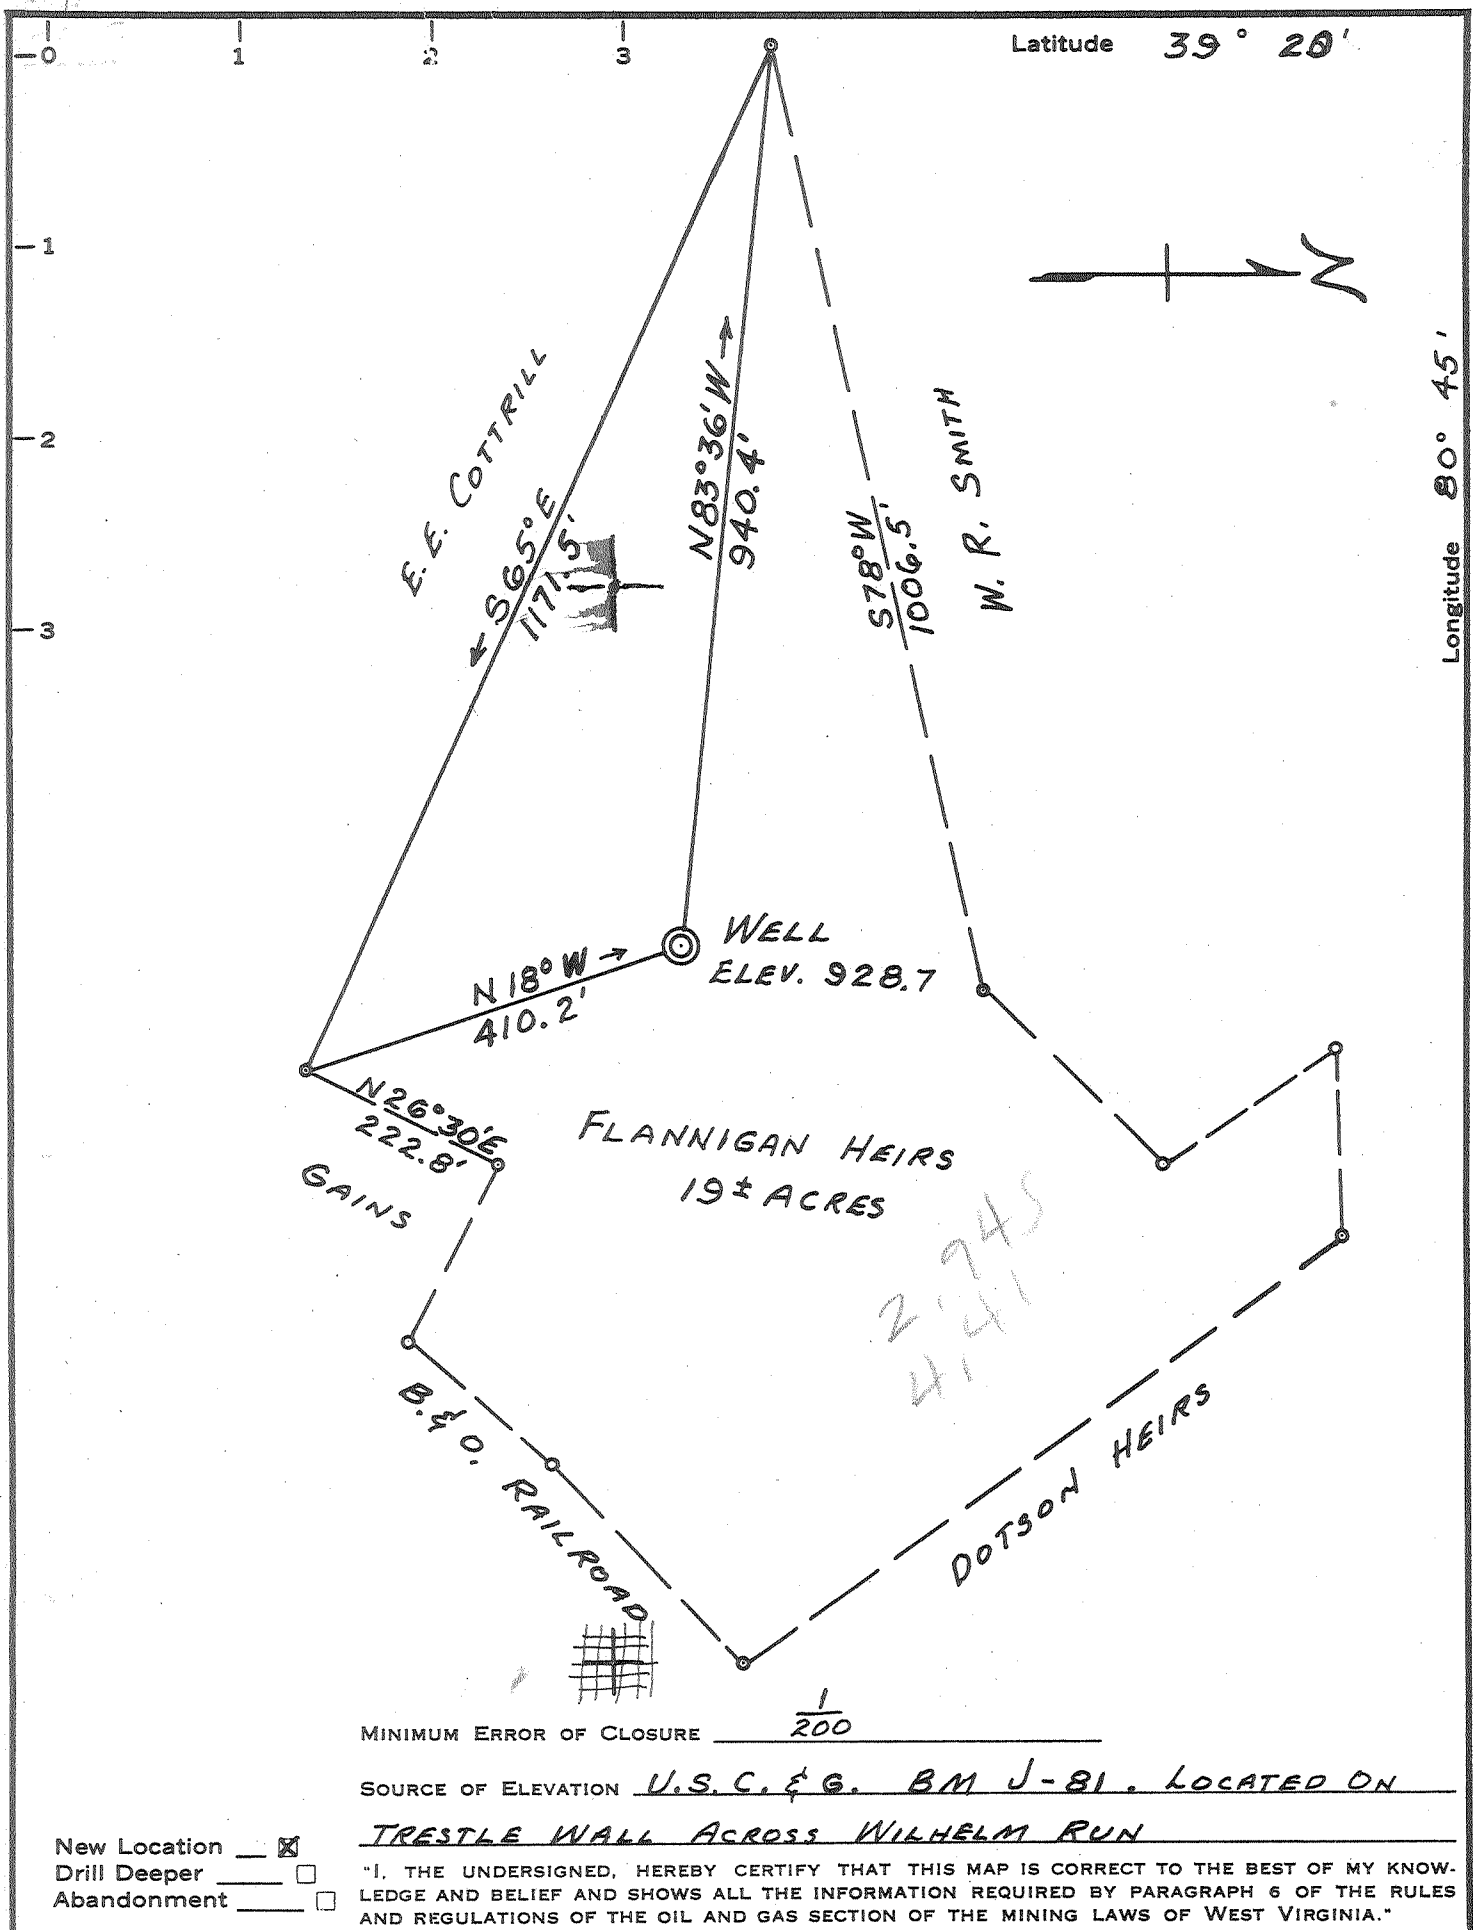 0 1 2 3 Latitude 39° 20'
1
2
3
Longitude 80° 45'
N
E. E. COTTRILL
← S65°E
1171.5'
N83°36'W →
940.4'
S78°W
1006.5'
W. R. SMITH
WELL
ELEV. 928.7
N18°W →
410.2'
N26°30'E
222.8'
GAINS
FLANNIGAN HEIRS
19± ACRES
2.945
4.41
B. & O. RAILROAD
DOTSON HEIRS
MINIMUM ERROR OF CLOSURE 1/200
SOURCE OF ELEVATION U.S.C. & G. BM J-81. LOCATED ON
TRESTLE WALL ACROSS WILHELM RUN
New Location ☒
Drill Deeper ☐
Abandonment ☐
"I, THE UNDERSIGNED, HEREBY CERTIFY THAT THIS MAP IS CORRECT TO THE BEST OF MY KNOW-
LEDGE AND BELIEF AND SHOWS ALL THE INFORMATION REQUIRED BY PARAGRAPH 6 OF THE RULES
AND REGULATIONS OF THE OIL AND GAS SECTION OF THE MINING LAWS OF WEST VIRGINIA."